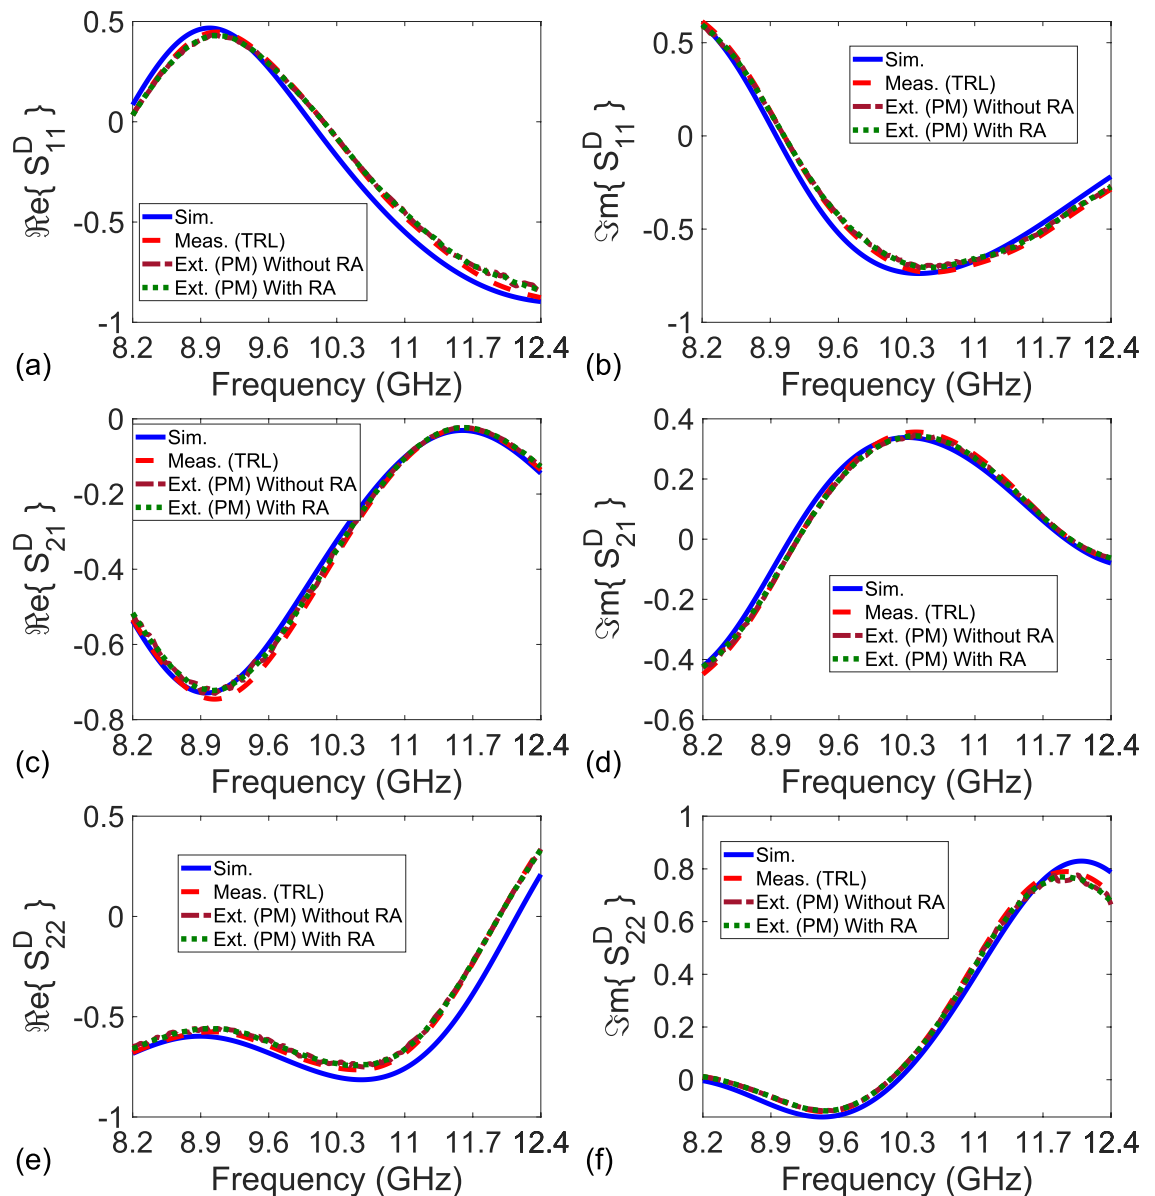 0.5
0
-0.5
-1
ℜe{ S₁₁ᴰ }
Sim.
Meas. (TRL)
Ext. (PM) Without RA
Ext. (PM) With RA
8.2 8.9 9.6 10.3 11 11.7 12.4
(a) Frequency (GHz)
0.5
0
-0.5
-1
ℑm{ S₁₁ᴰ }
Sim.
Meas. (TRL)
Ext. (PM) Without RA
Ext. (PM) With RA
8.2 8.9 9.6 10.3 11 11.7 12.4
(b) Frequency (GHz)
0
-0.2
-0.4
-0.6
-0.8
ℜe{ S₂₁ᴰ }
Sim.
Meas. (TRL)
Ext. (PM) Without RA
Ext. (PM) With RA
8.2 8.9 9.6 10.3 11 11.7 12.4
(c) Frequency (GHz)
0.4
0.2
0
-0.2
-0.4
-0.6
ℑm{ S₂₁ᴰ }
Sim.
Meas. (TRL)
Ext. (PM) Without RA
Ext. (PM) With RA
8.2 8.9 9.6 10.3 11 11.7 12.4
(d) Frequency (GHz)
0.5
0
-0.5
-1
ℜe{ S₂₂ᴰ }
Sim.
Meas. (TRL)
Ext. (PM) Without RA
Ext. (PM) With RA
8.2 8.9 9.6 10.3 11 11.7 12.4
(e) Frequency (GHz)
1
0.8
0.6
0.4
0.2
0
ℑm{ S₂₂ᴰ }
Sim.
Meas. (TRL)
Ext. (PM) Without RA
Ext. (PM) With RA
8.2 8.9 9.6 10.3 11 11.7 12.4
(f) Frequency (GHz)